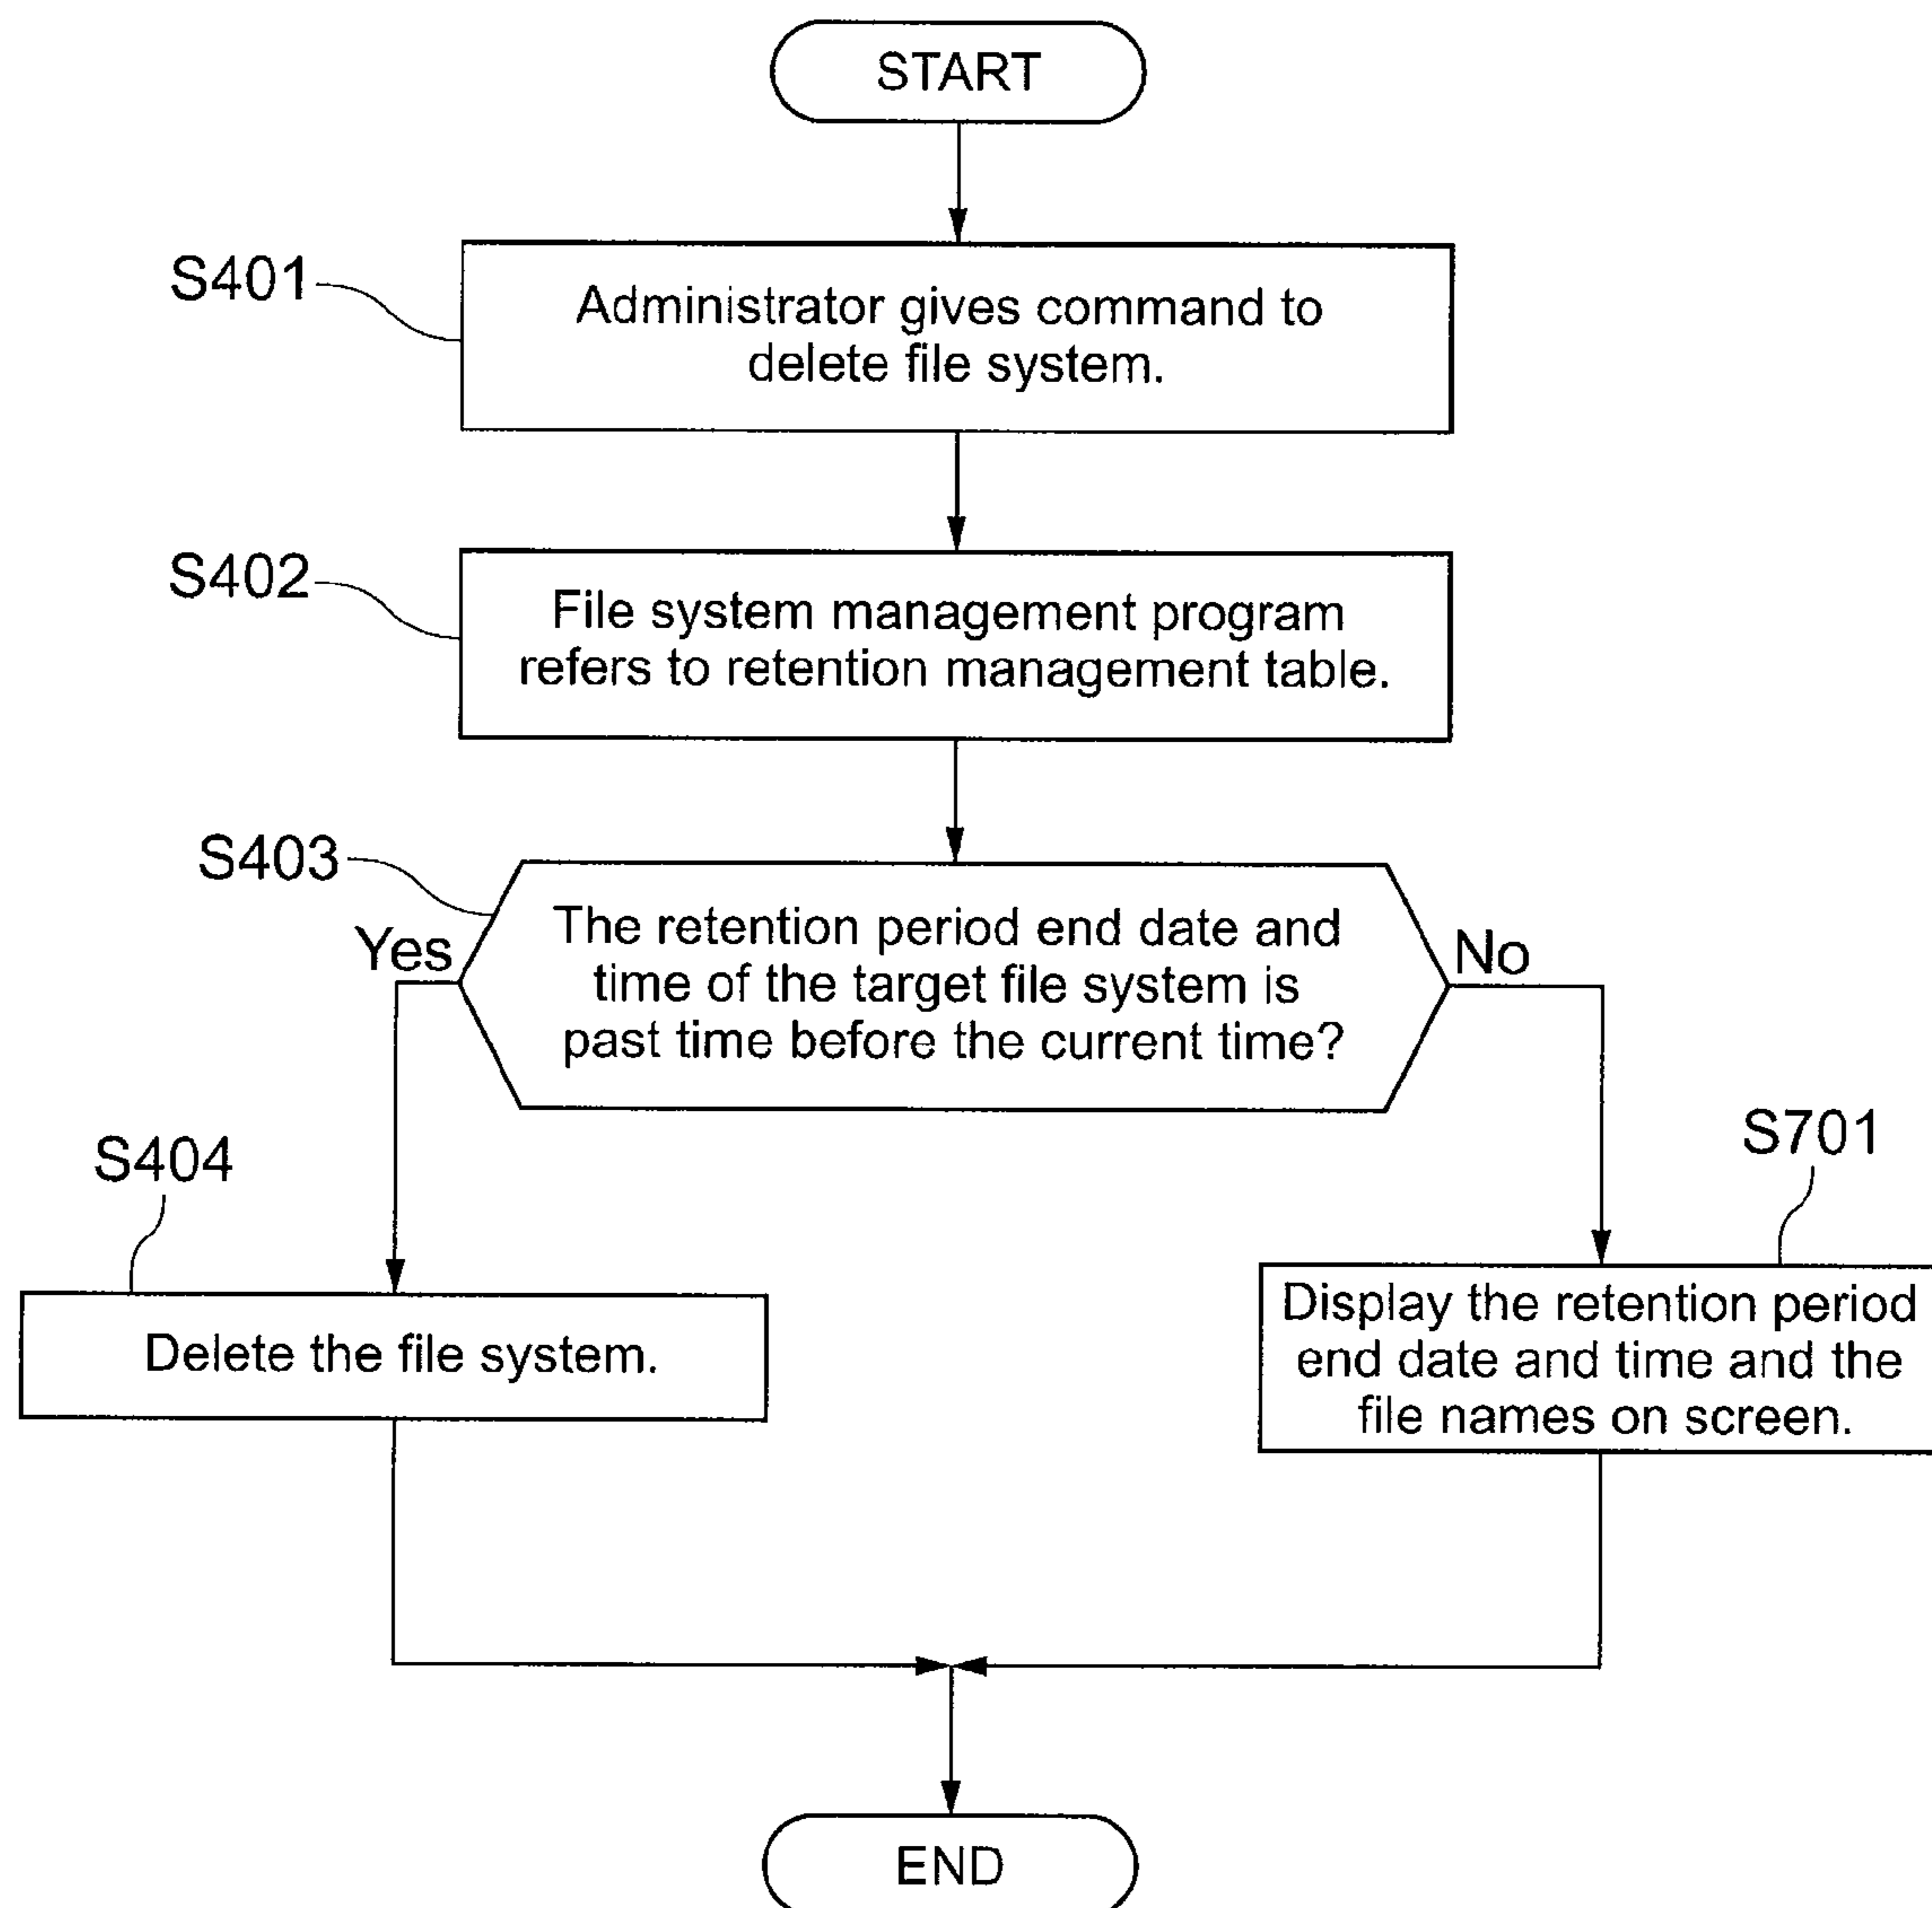 START
S401
Administrator gives command to
delete file system.
S402
File system management program
refers to retention management table.
S403
Yes
The retention period end date and
time of the target file system is
past time before the current time?
No
S404
Delete the file system.
S701
Display the retention period
end date and time and the
file names on screen.
END